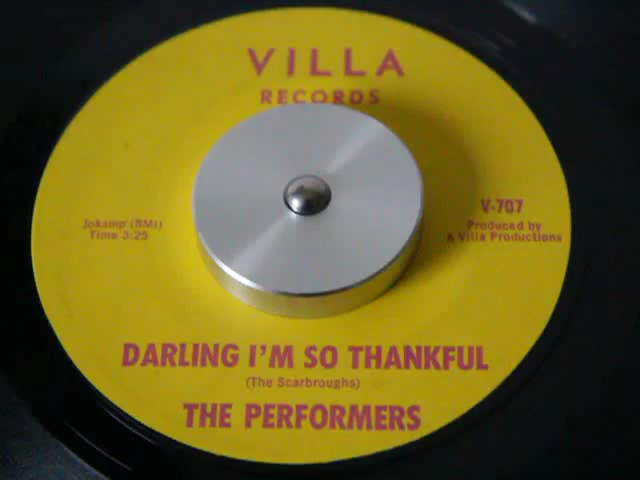 VILLA
RECORDS
V-707
Jokamp (BMI)
Time 3:25
Produced by
A Villa Productions
DARLING I'M SO THANKFUL
(The Scarbroughs)
THE PERFORMERS